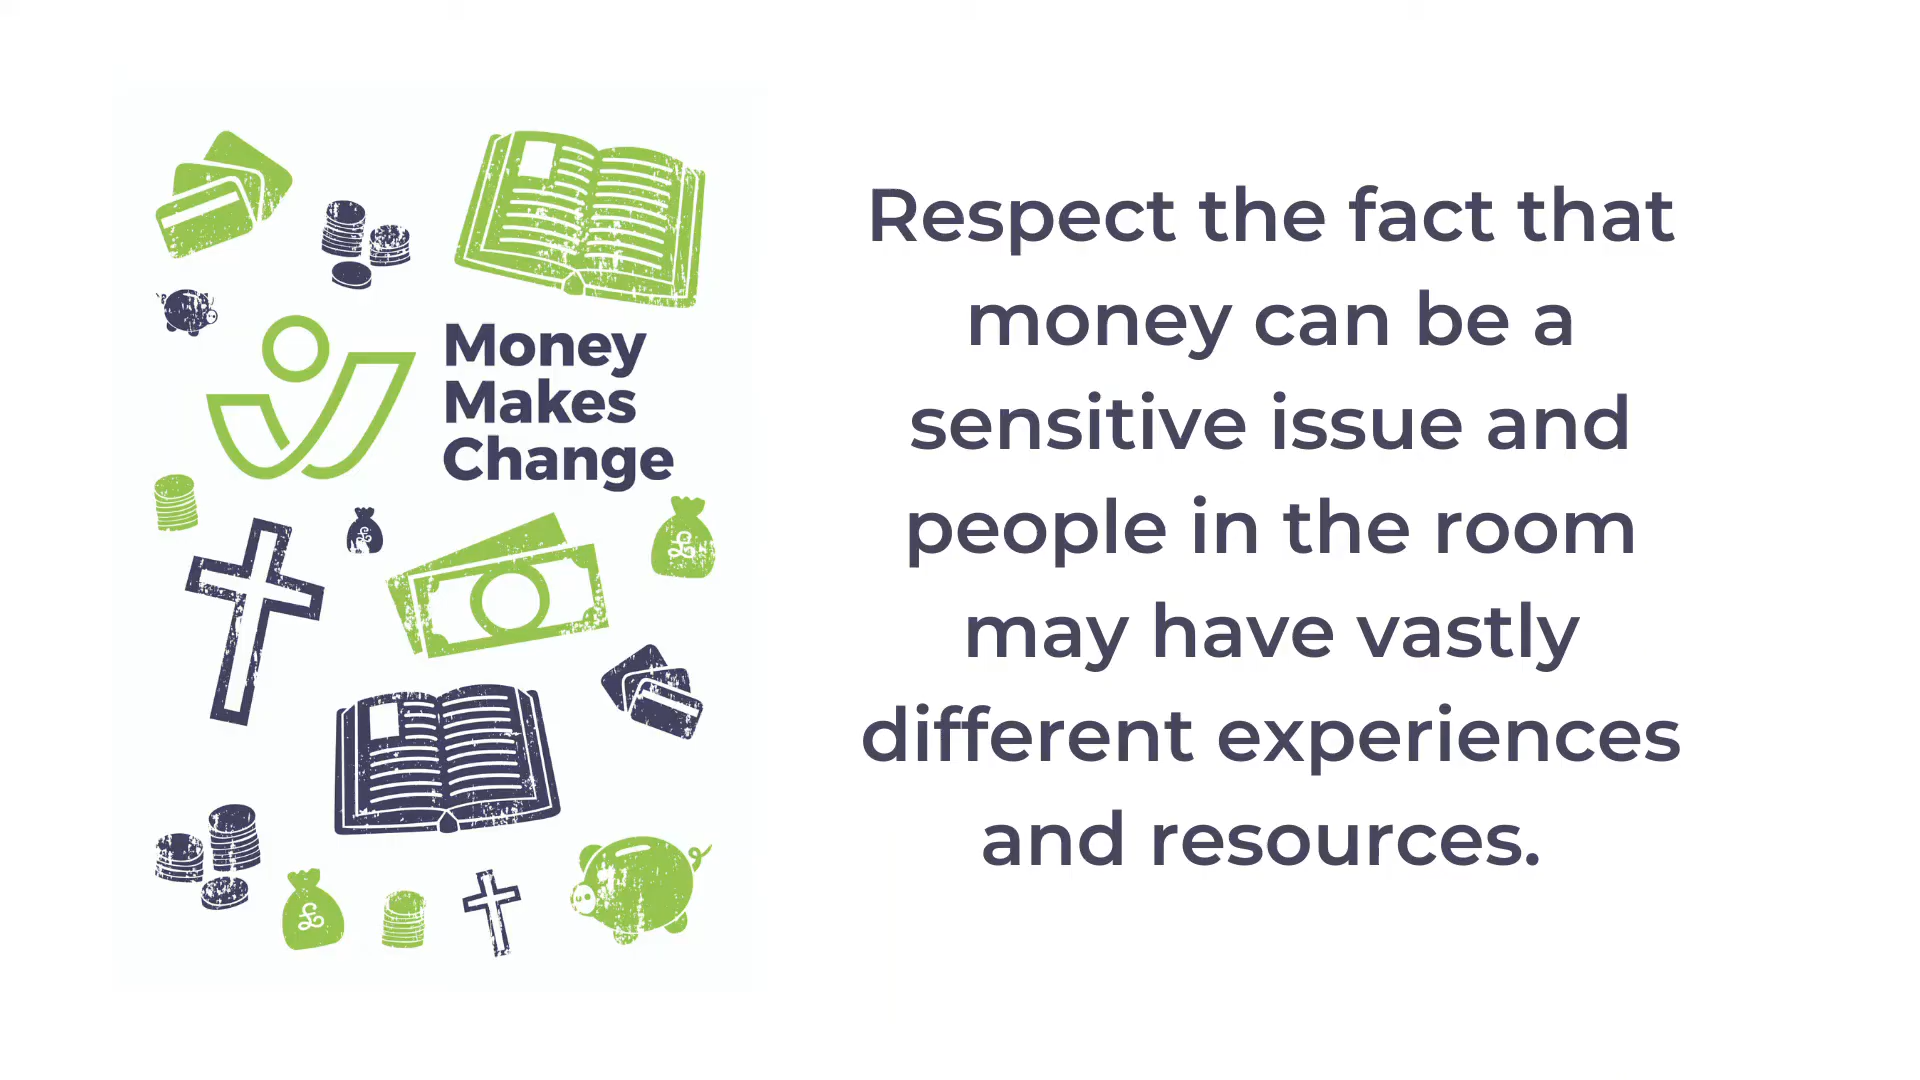 Money
Makes
Change
£
£
£
Respect the fact that
money can be a
sensitive issue and
people in the room
may have vastly
different experiences
and resources.